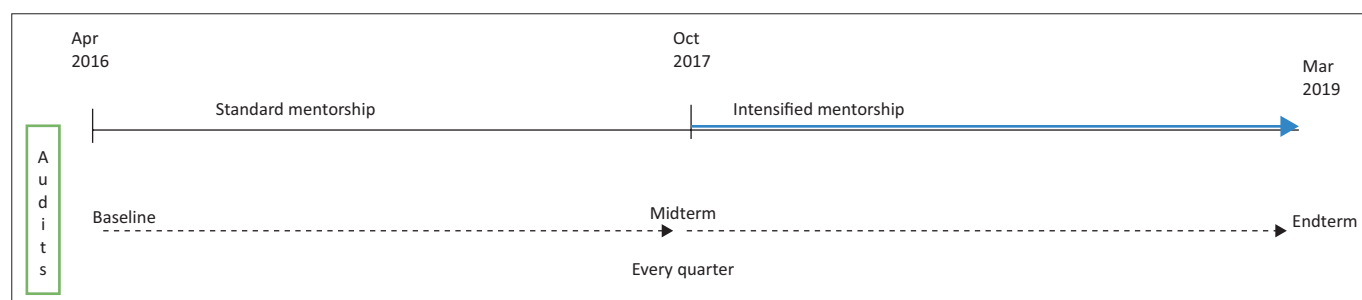 Apr
2016
Oct
2017
Mar
2019
Standard mentorship
Intensified mentorship
A
u
d
i
t
s
Baseline
Midterm
Endterm
Every quarter